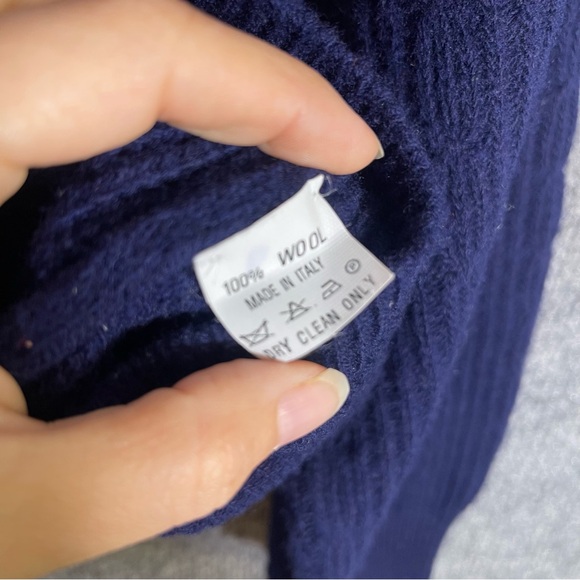 100% WOOL
MADE IN ITALY
P
DRY CLEAN ONLY